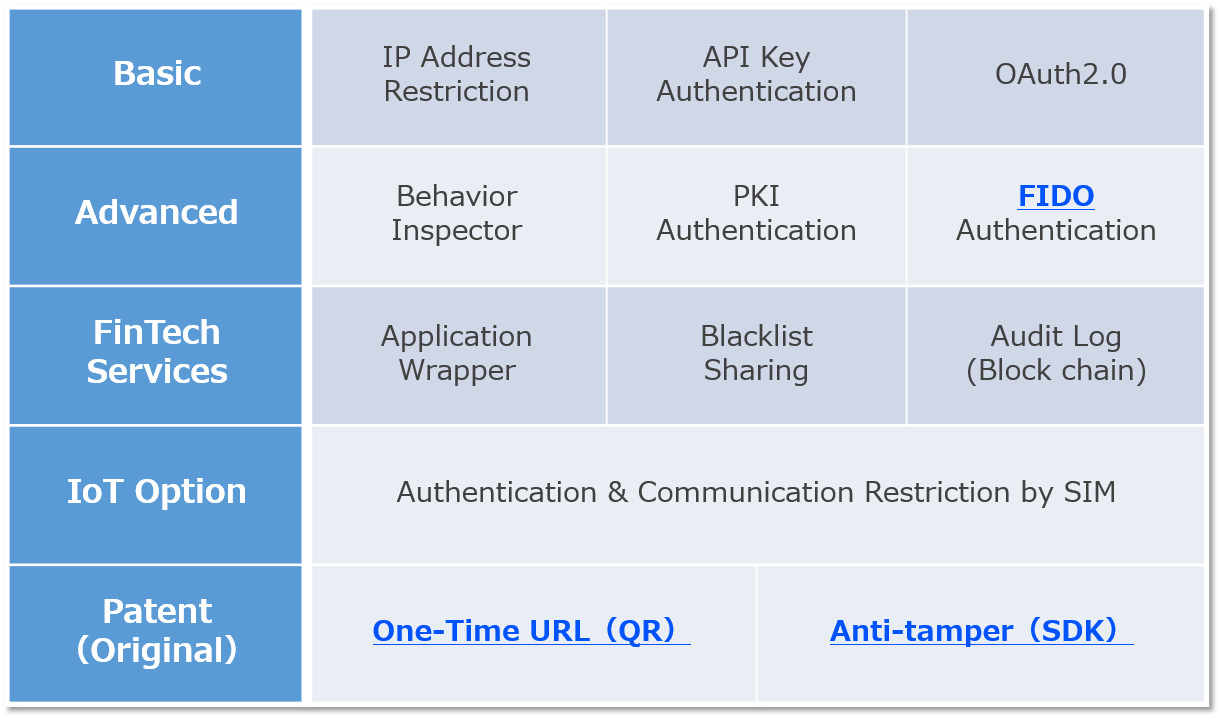 Basic
IP Address
Restriction
API Key
Authentication
OAuth2.0
Advanced
Behavior
Inspector
PKI
Authentication
FIDO
Authentication
FinTech
Services
Application
Wrapper
Blacklist
Sharing
Audit Log
(Block chain)
IoT Option
Authentication & Communication Restriction by SIM
Patent
(Original)
One-Time URL（QR）
Anti-tamper（SDK）